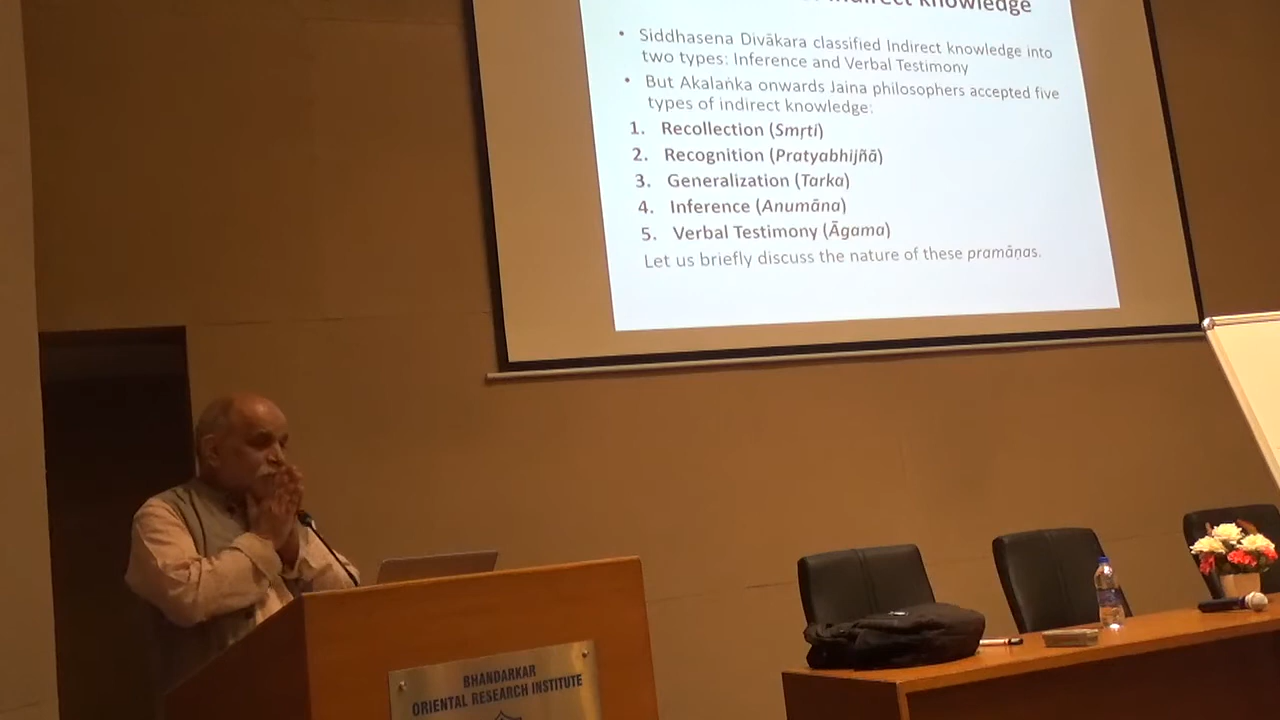 Indirect knowledge
• Siddhasena Divākara classified Indirect knowledge into
two types: Inference and Verbal Testimony
• But Akalaṅka onwards Jaina philosophers accepted five
types of indirect knowledge:
1. Recollection (Smṛti)
2. Recognition (Pratyabhijñā)
3. Generalization (Tarka)
4. Inference (Anumāna)
5. Verbal Testimony (Āgama)
Let us briefly discuss the nature of these pramāṇas.
BHANDARKAR
ORIENTAL RESEARCH INSTITUTE